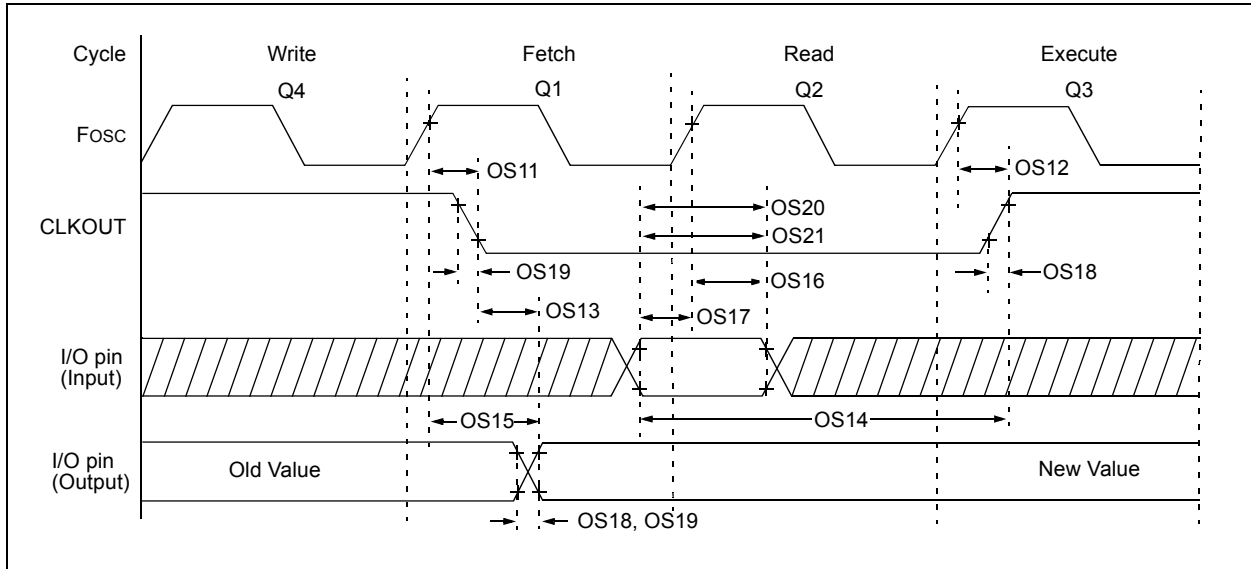 Cycle Write Fetch Read Execute
Q4 Q1 Q2 Q3
FOSC
OS11 OS12
OS20
CLKOUT
OS21
OS19 OS16 OS18
OS13 OS17
I/O pin
(Input)
OS15 OS14
I/O pin
(Output)
Old Value New Value
OS18, OS19